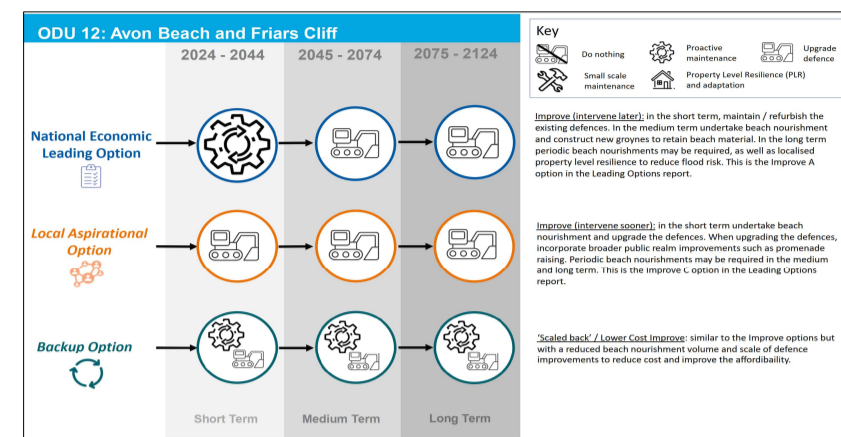 ODU 12: Avon Beach and Friars Cliff
2024 - 2044
2045 - 2074
2075 - 2124
National Economic
Leading Option
Local Aspirational
Option
Backup Option
Short Term
Medium Term
Long Term
Key
Do nothing
Proactive
maintenance
Upgrade
defence
Small scale
maintenance
Property Level Resilience (PLR)
and adaptation
Improve (intervene later): in the short term, maintain / refurbish the
existing defences. In the medium term undertake beach nourishment
and construct new groynes to retain beach material. In the long term
periodic beach nourishments may be required, as well as localised
property level resilience to reduce flood risk. This is the Improve A
option in the Leading Options report.
Improve (intervene sooner): in the short term undertake beach
nourishment and upgrade the defences. When upgrading the defences,
incorporate broader public realm improvements such as promenade
raising. Periodic beach nourishments may be required in the medium
and long term. This is the Improve C option in the Leading Options
report.
'Scaled back' / Lower Cost Improve: similar to the Improve options but
with a reduced beach nourishment volume and scale of defence
improvements to reduce cost and improve the affordibaility.